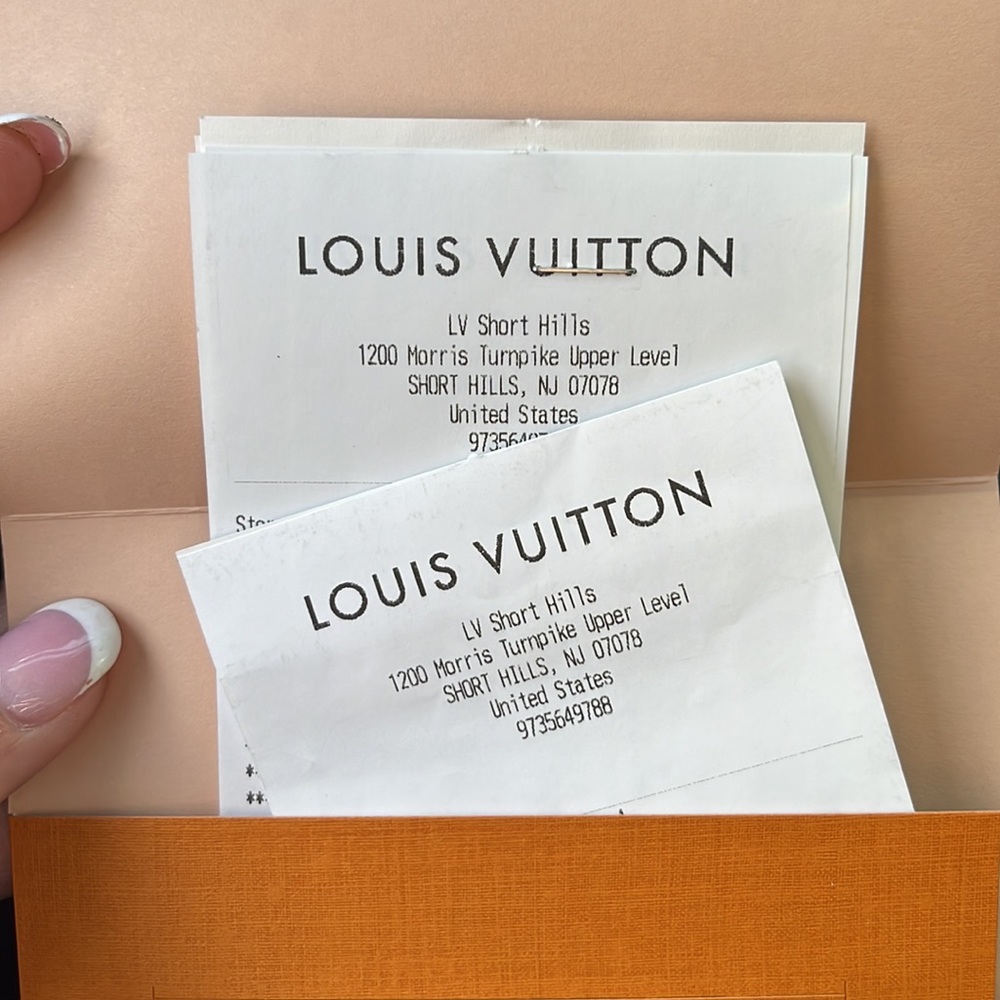 LOUIS VUITTON
LV Short Hills
1200 Morris Turnpike Upper Level
SHORT HILLS, NJ 07078
United States
LOUIS VUITTON
LV Short Hills
1200 Morris Turnpike Upper Level
SHORT HILLS, NJ 07078
United States
9735649788
*
**